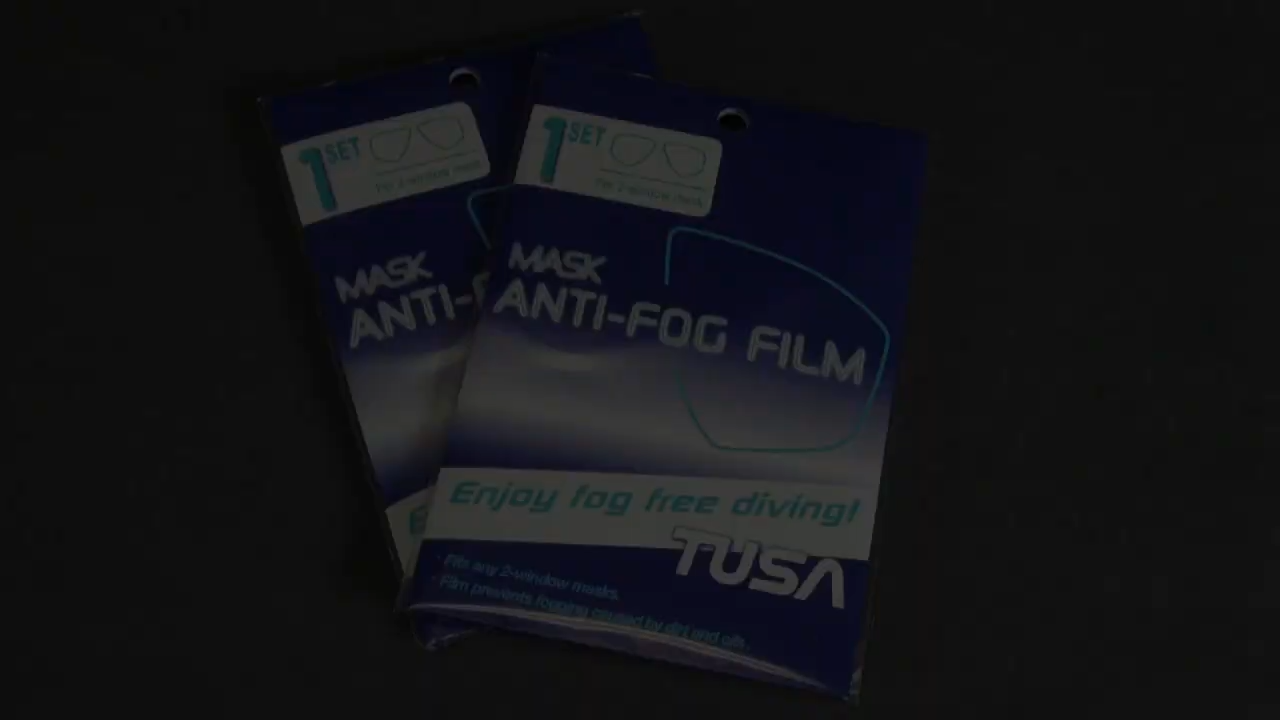 1 SET
For 2-window mask
MASK
ANTI-F
E
1 SET
For 2-window mask
MASK
ANTI-FOG FILM
Enjoy fog free diving!
TUSA
· Fits any 2-window masks.
· Film prevents fogging caused by dirt and oils.